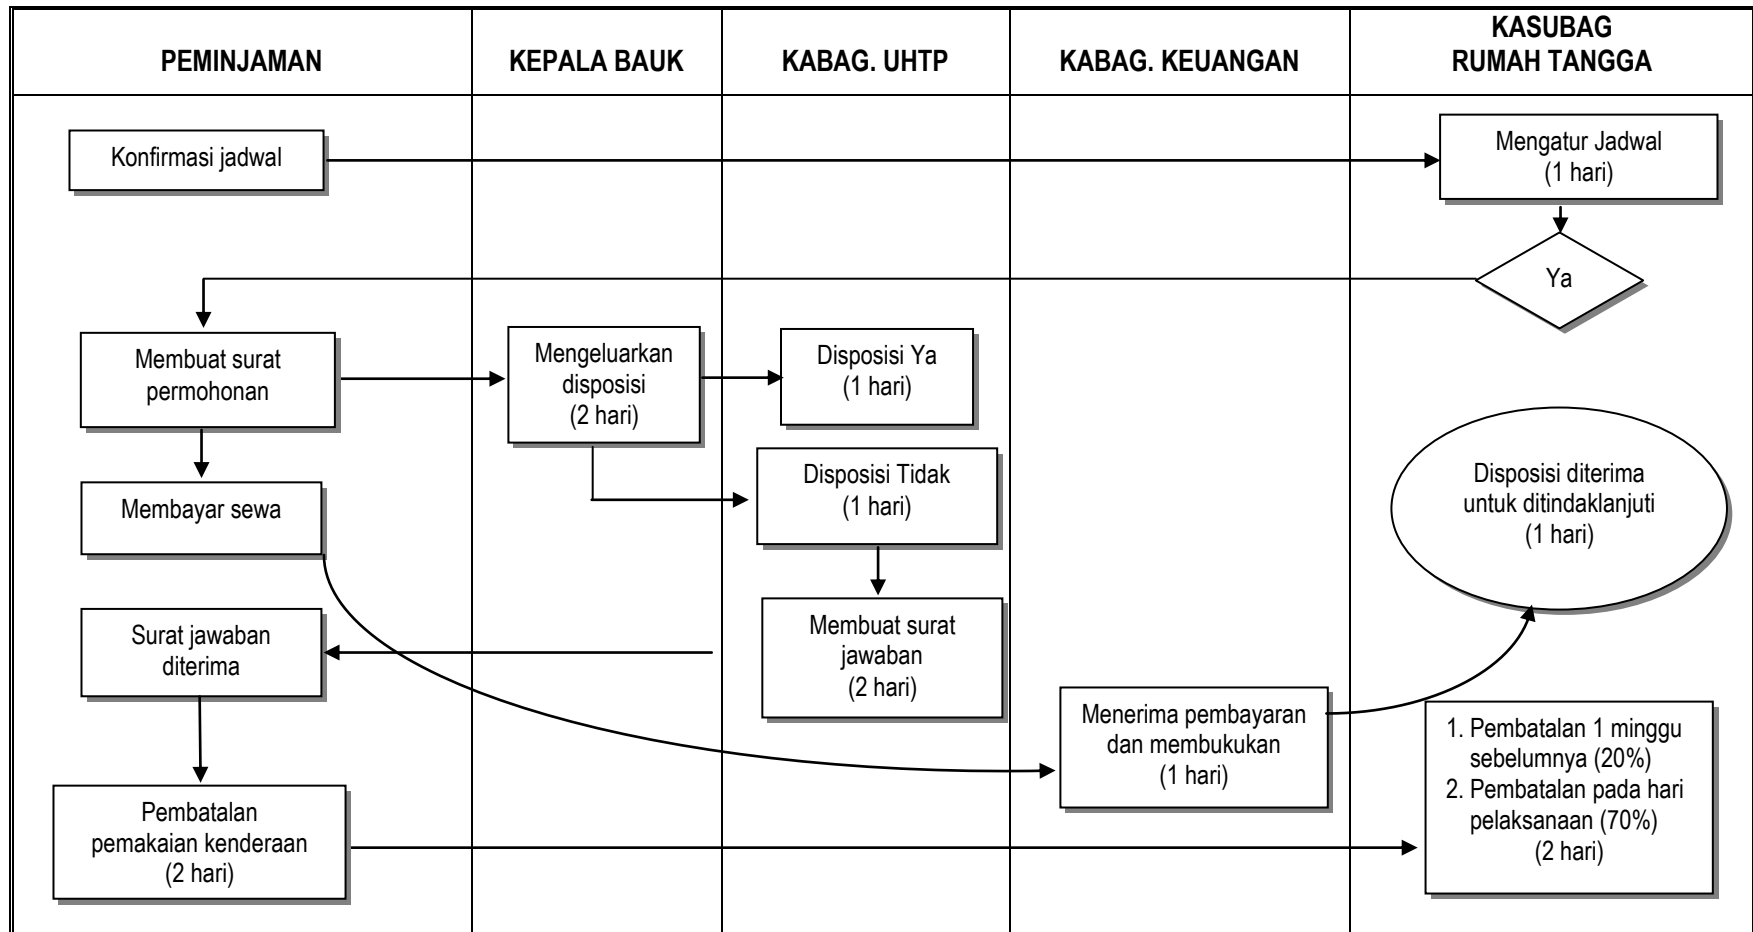 PEMINJAMAN
KEPALA BAUK
KABAG. UHTP
KABAG. KEUANGAN
KASUBAG
RUMAH TANGGA
Konfirmasi jadwal
Mengatur Jadwal
(1 hari)
Ya
Membuat surat
permohonan
Mengeluarkan
disposisi
(2 hari)
Disposisi Ya
(1 hari)
Disposisi Tidak
(1 hari)
Disposisi diterima
untuk ditindaklanjuti
(1 hari)
Membayar sewa
Surat jawaban
diterima
Membuat surat
jawaban
(2 hari)
Menerima pembayaran
dan membukukan
(1 hari)
1. Pembatalan 1 minggu
sebelumnya (20%)
2. Pembatalan pada hari
pelaksanaan (70%)
(2 hari)
Pembatalan
pemakaian kenderaan
(2 hari)